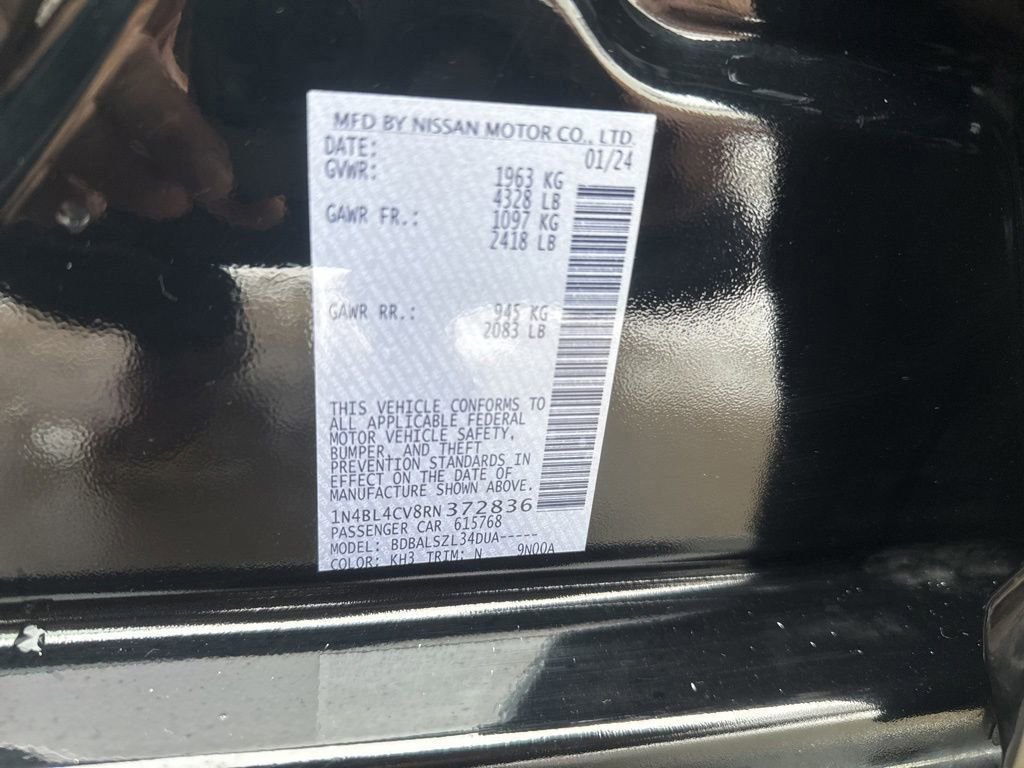 MFD BY NISSAN MOTOR CO., LTD.
DATE: 01/24
GVWR: 1963 KG
4328 LB
GAWR FR.: 1097 KG
2418 LB
GAWR RR.: 945 KG
2083 LB
THIS VEHICLE CONFORMS TO
ALL APPLICABLE FEDERAL
MOTOR VEHICLE SAFETY,
BUMPER, AND THEFT
PREVENTION STANDARDS IN
EFFECT ON THE DATE OF
MANUFACTURE SHOWN ABOVE.
1N4BL4CV8RN372836
PASSENGER CAR 615768
MODEL: BDBALSZL34DUA-----
COLOR: KH3 TRIM: N 9N00A